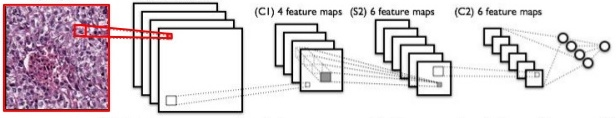 (C1) 4 feature maps
(S2) 6 feature maps
(C2) 6 feature maps